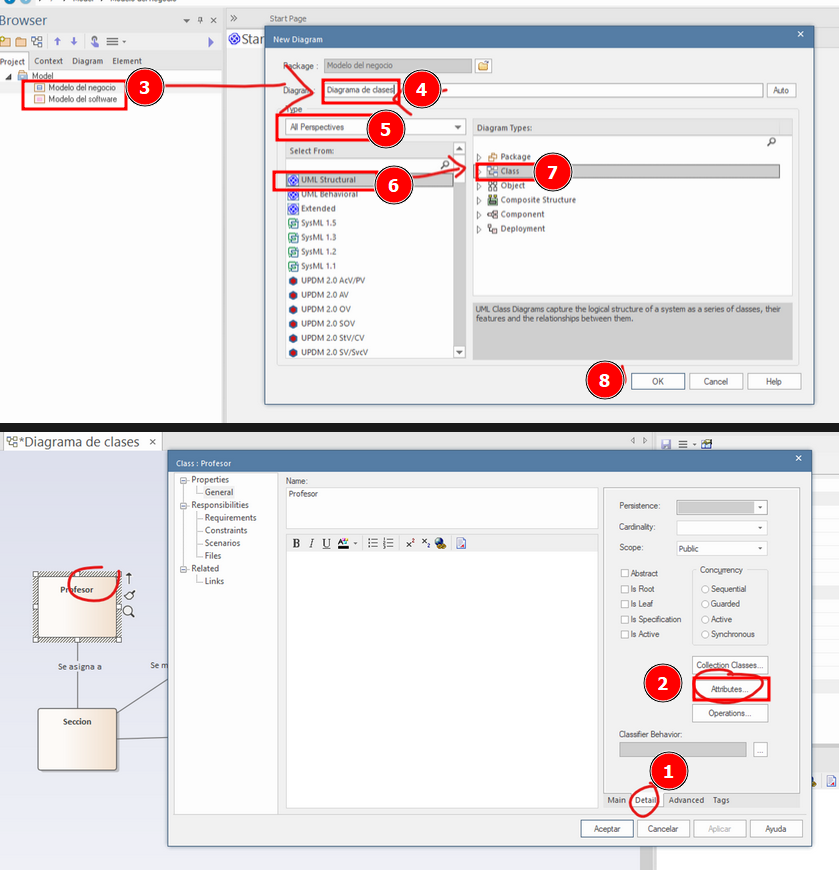 Model ▸ Modelo del negocio
Browser
Start Page
Star
New Diagram
Project Context Diagram Element
Package: Modelo del negocio
Model
Modelo del negocio
Modelo del software
3
Diagram: Diagrama de clases
4
Auto
Type
All Perspectives
5
Diagram Types:
Select From:
6
7
UML Structural
UML Behavioral
Extended
SysML 1.5
SysML 1.3
SysML 1.2
SysML 1.1
UPDM 2.0 AcV/PV
UPDM 2.0 AV
UPDM 2.0 OV
UPDM 2.0 SOV
UPDM 2.0 StV/CV
UPDM 2.0 SV/SvcV
Package
Class
Object
Composite Structure
Component
Deployment
UML Class Diagrams capture the logical structure of a system as a series of classes, their
features and the relationships between them.
8
OK Cancel Help
*Diagrama de clases
Class : Profesor
Properties
General
Responsibilities
Requirements
Constraints
Scenarios
Files
Related
Links
Name:
Profesor
B I U
Persistence:
Cardinality:
Scope: Public
Abstract
Is Root
Is Leaf
Is Specification
Is Active
Concurrency
Sequential
Guarded
Active
Synchronous
Collection Classes...
2
Attributes...
Operations...
Classifier Behavior:
...
1
Main Detail Advanced Tags
Aceptar Cancelar Aplicar Ayuda
Profesor
Se asigna a
Se m
Seccion